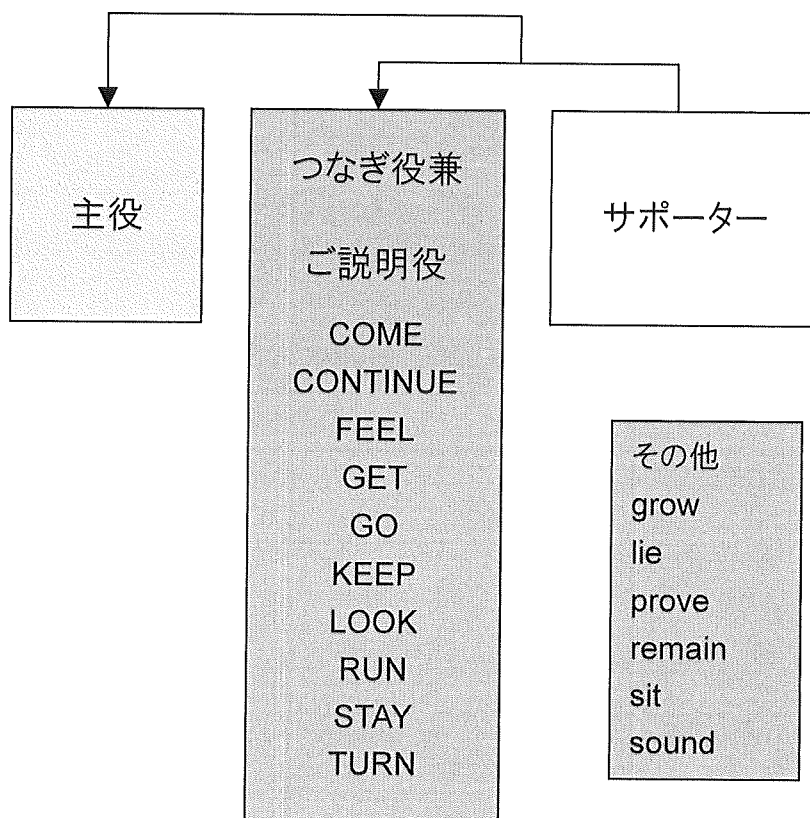 主役
つなぎ役兼
ご説明役
COME
CONTINUE
FEEL
GET
GO
KEEP
LOOK
RUN
STAY
TURN
サポーター
その他
grow
lie
prove
remain
sit
sound